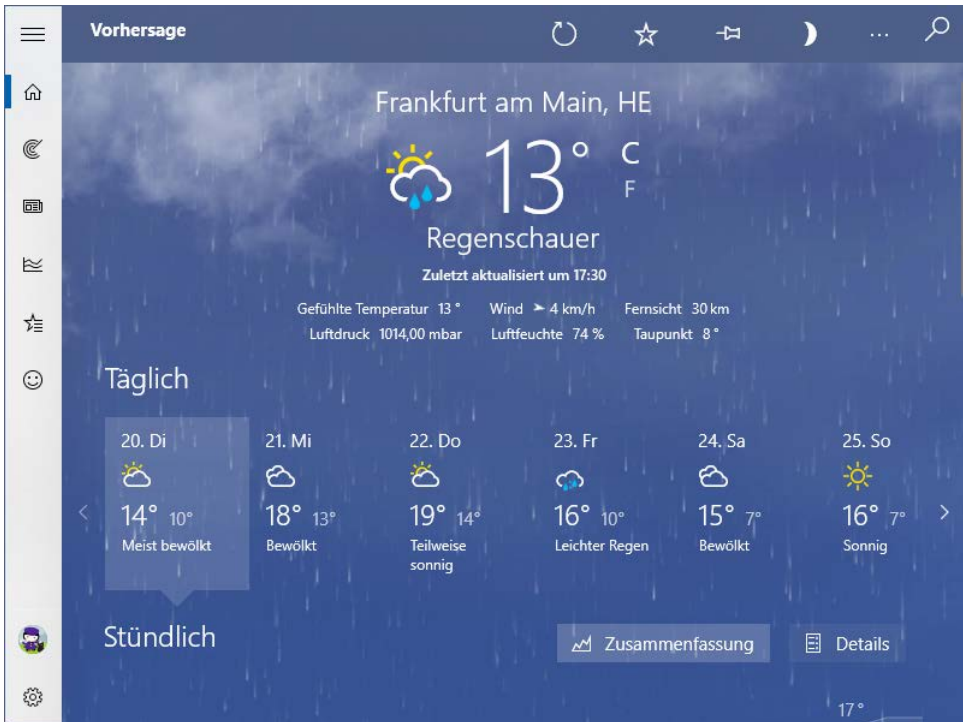 Vorhersage
Frankfurt am Main, HE
13° C
F
Regenschauer
Zuletzt aktualisiert um 17:30
Gefühlte Temperatur 13 ° Wind ➤ 4 km/h Fernsicht 30 km
Luftdruck 1014,00 mbar Luftfeuchte 74 % Taupunkt 8 °
Täglich
20. Di 21. Mi 22. Do 23. Fr 24. Sa 25. So
14° 10° 18° 13° 19° 14° 16° 10° 15° 7° 16° 7°
Meist bewölkt Bewölkt Teilweise Leichter Regen Bewölkt Sonnig
sonnig
Stündlich Zusammenfassung Details
17 °